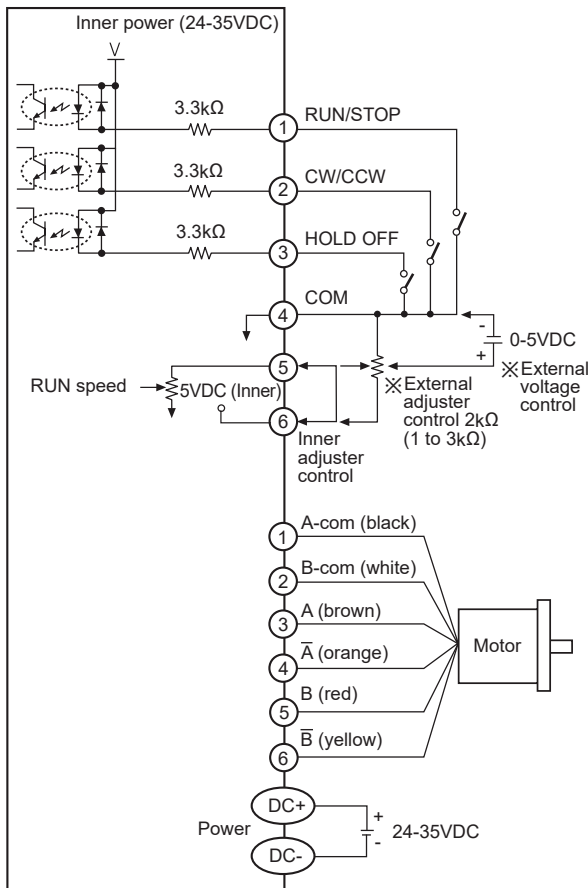 Inner power (24-35VDC)
V
3.3kΩ
1
RUN/STOP
3.3kΩ
2
CW/CCW
3.3kΩ
3
HOLD OFF
4
COM
-
0-5VDC
+
※External
voltage
control
5
RUN speed
5VDC (Inner)
6
Inner
adjuster
control
※External
adjuster
control 2kΩ
(1 to 3kΩ)
1
A-com (black)
2
B-com (white)
3
A (brown)
4
A̅ (orange)
5
B (red)
6
B̅ (yellow)
Motor
Power
DC+
DC-
+
-
24-35VDC